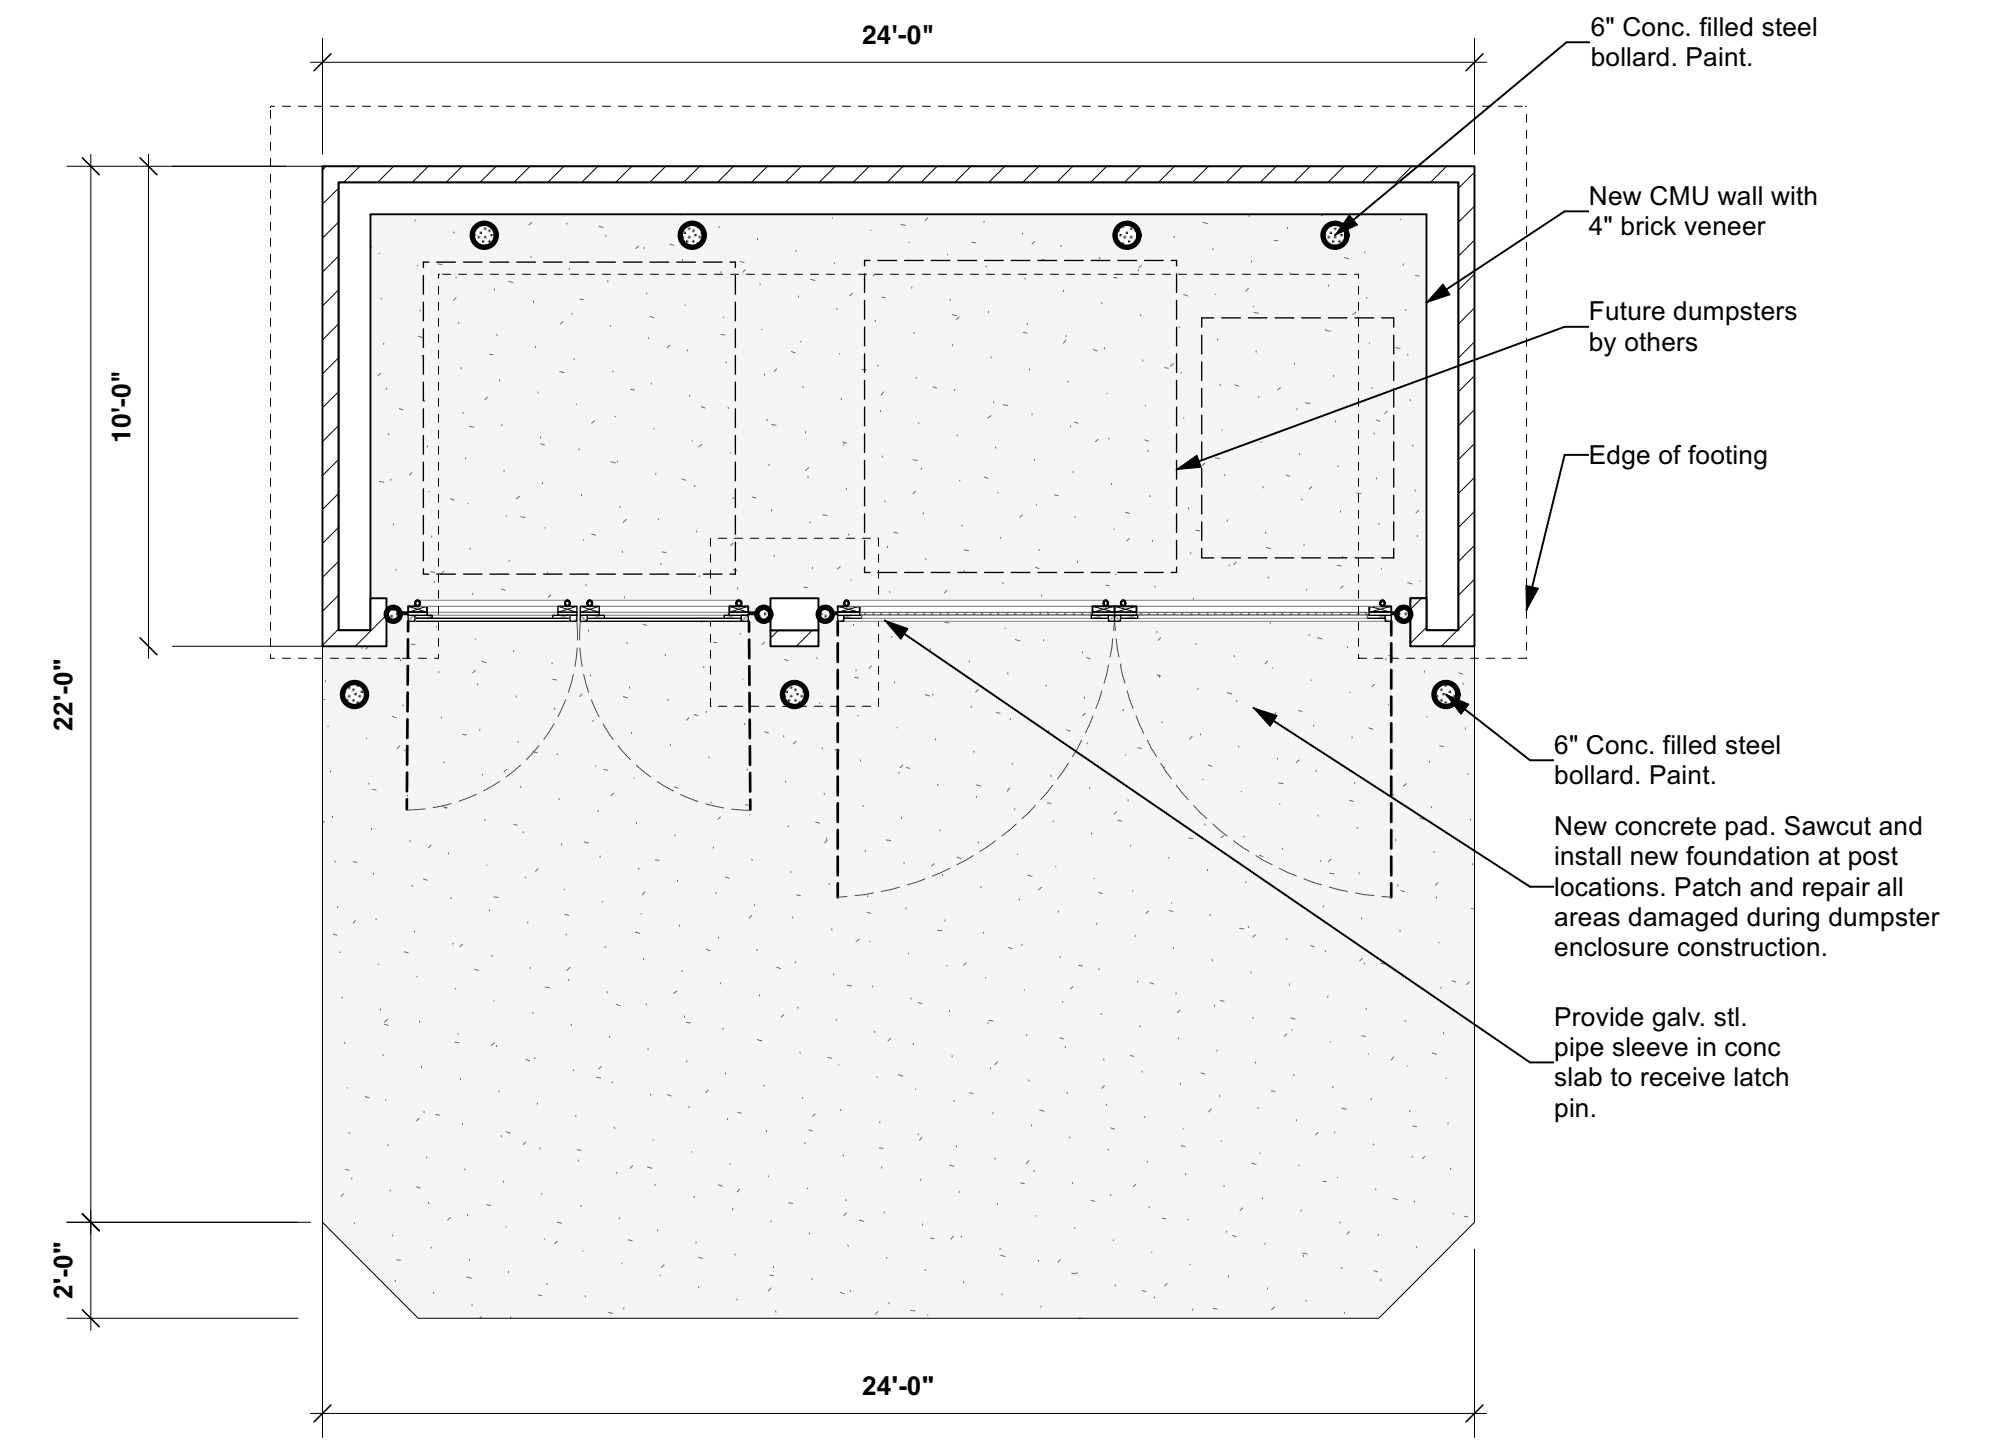 24'-0"
6" Conc. filled steel
bollard. Paint.
New CMU wall with
4" brick veneer
Future dumpsters
by others
10'-0"
Edge of footing
22'-0"
6" Conc. filled steel
bollard. Paint.
New concrete pad. Sawcut and
install new foundation at post
locations. Patch and repair all
areas damaged during dumpster
enclosure construction.
Provide galv. stl.
pipe sleeve in conc
slab to receive latch
pin.
2'-0"
24'-0"